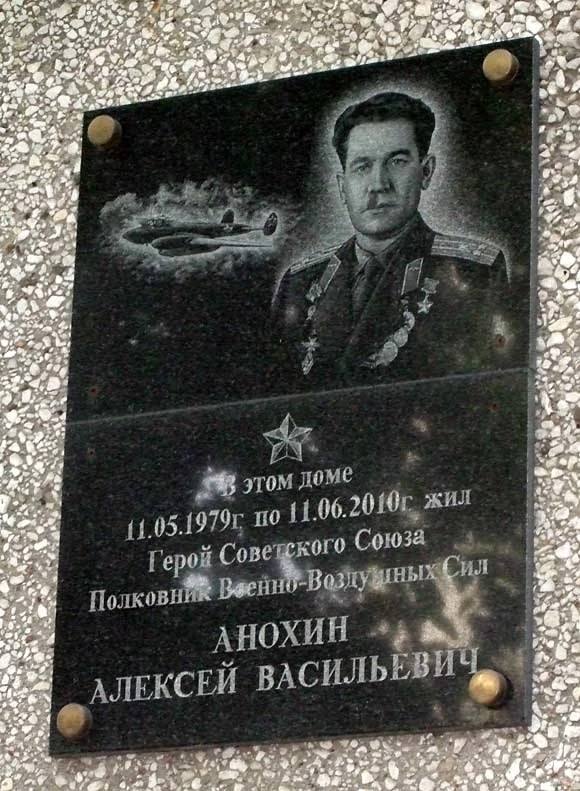 В этом доме
11.05.1979г. по 11.06.2010г. жил
Герой Советского Союза
Полковник Военно-Воздушных Сил
АНОХИН
АЛЕКСЕЙ ВАСИЛЬЕВИЧ